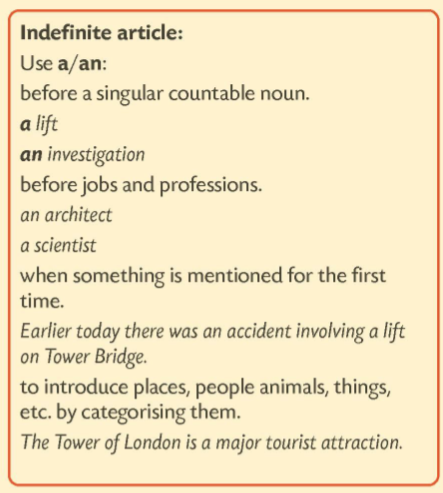 Indefinite article:
Use a/an:
before a singular countable noun.
a lift
an investigation
before jobs and professions.
an architect
a scientist
when something is mentioned for the first
time.
Earlier today there was an accident involving a lift
on Tower Bridge.
to introduce places, people animals, things,
etc. by categorising them.
The Tower of London is a major tourist attraction.